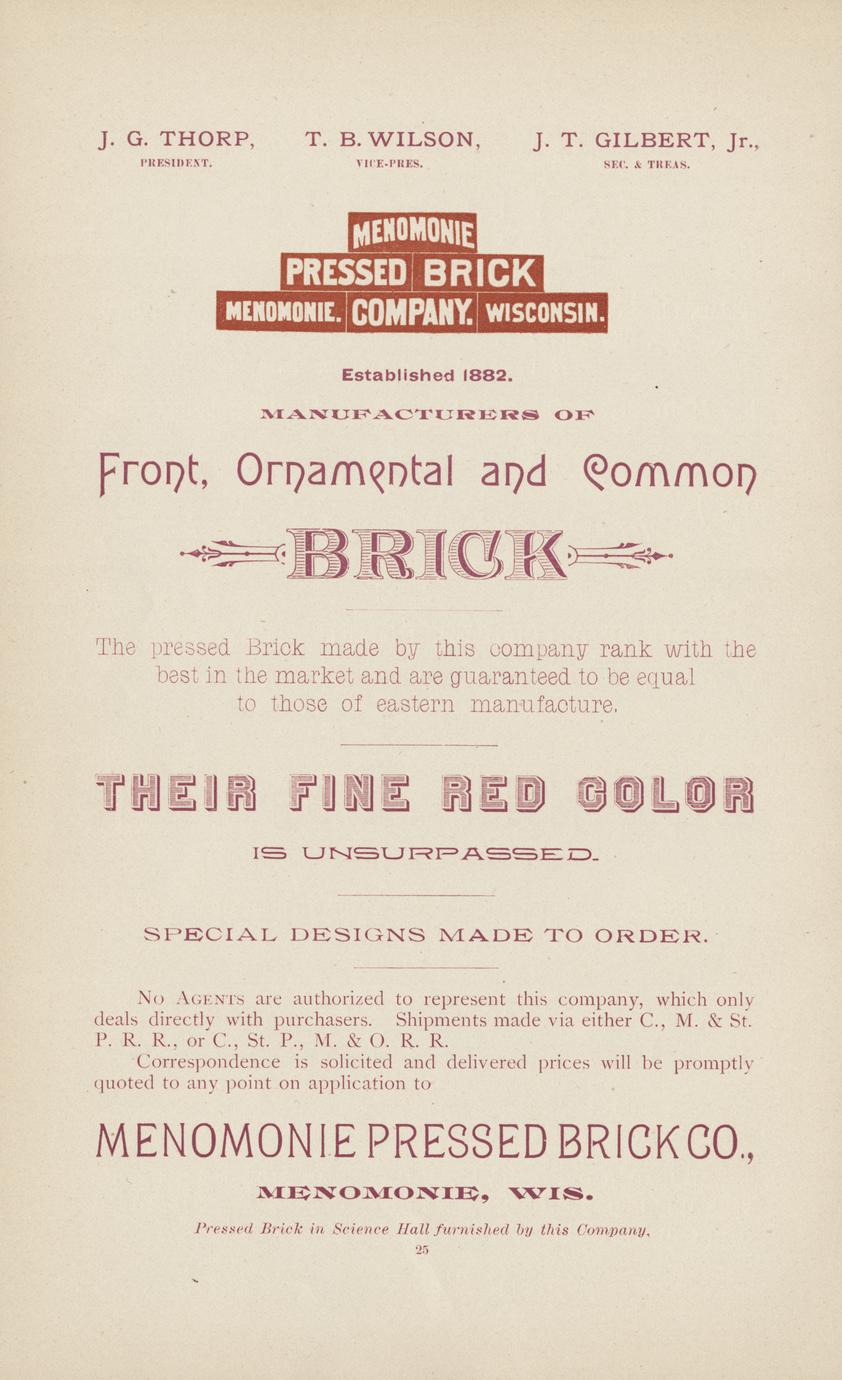 J. G. THORP, T. B. WILSON, J. T. GILBERT, Jr.,
PRESIDENT. VICE-PRES. SEC. & TREAS.
MENOMONIE
PRESSED BRICK
MENOMONIE. COMPANY. WISCONSIN.
Established 1882.
MANUFACTURERS OF
Front, Ornamental and Common
BRICK
The pressed Brick made by this company rank with the
best in the market and are guaranteed to be equal
to those of eastern manufacture.
THEIR FINE RED COLOR
IS UNSURPASSED.
SPECIAL DESIGNS MADE TO ORDER.
No Agents are authorized to represent this company, which only
deals directly with purchasers. Shipments made via either C., M. & St.
P. R. R., or C., St. P., M. & O. R. R.
Correspondence is solicited and delivered prices will be promptly
quoted to any point on application to
MENOMONIE PRESSED BRICK CO.,
MENOMONIE, WIS.
Pressed Brick in Science Hall furnished by this Company,
25